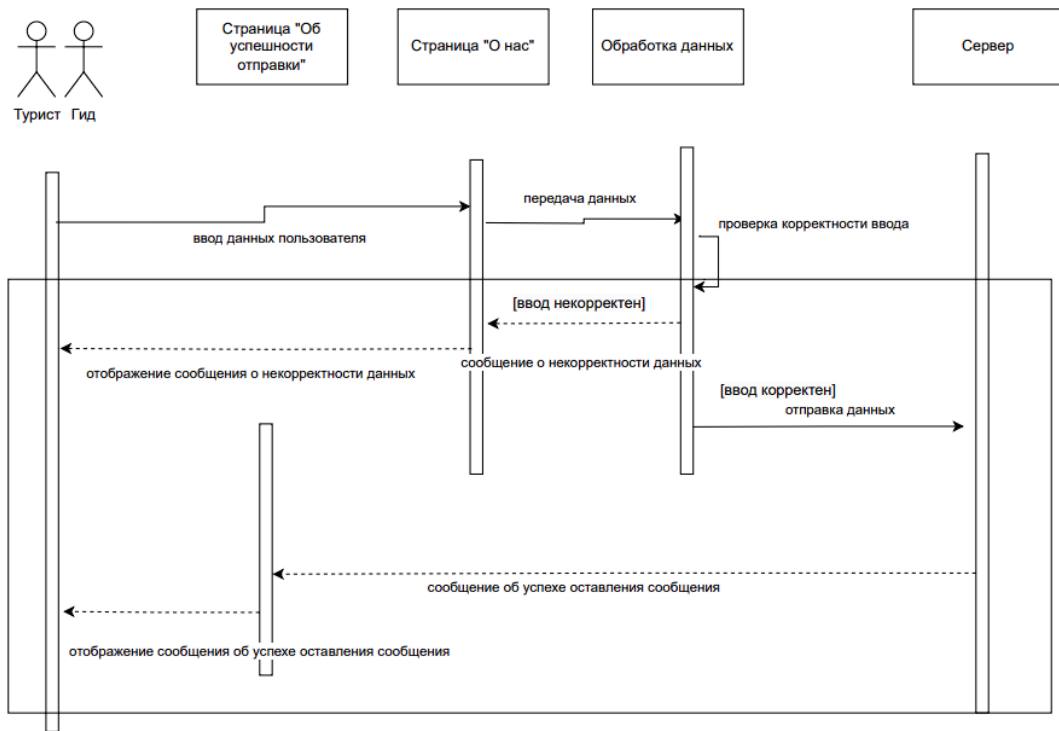 Страница "Об
успешности
отправки"
Страница "О нас"
Обработка данных
Сервер
Турист
Гид
передача данных
проверка корректности ввода
ввод данных пользователя
[ввод некорректен]
сообщение о некорректности данных
отображение сообщения о некорректности данных
[ввод корректен]
отправка данных
сообщение об успехе оставления сообщения
отображение сообщения об успехе оставления сообщения